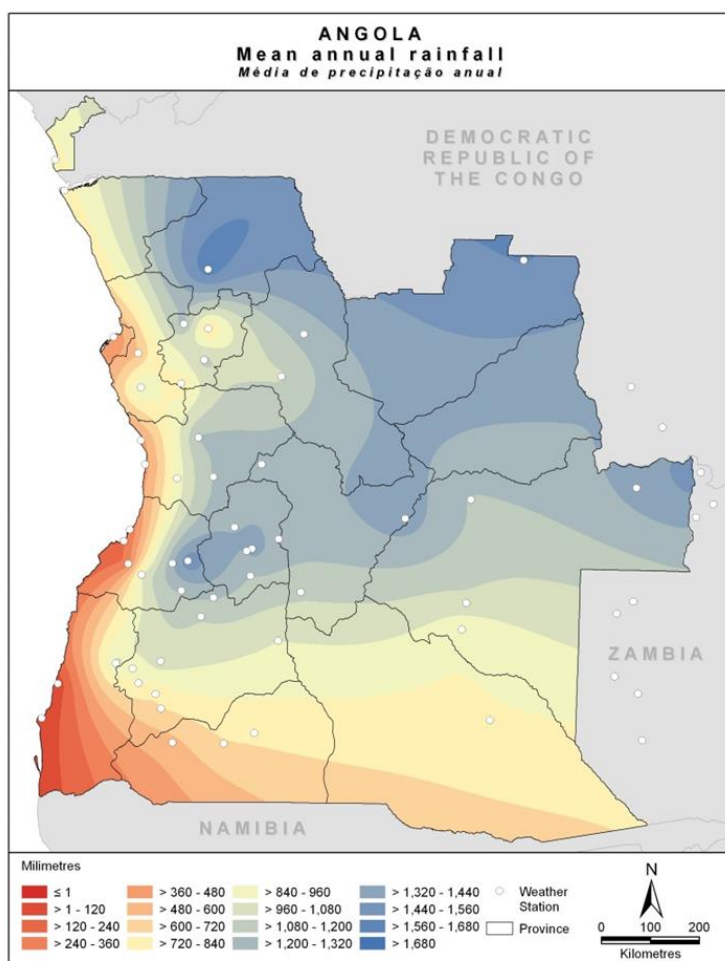 ANGOLA
Mean annual rainfall
Média de precipitação anual
DEMOCRATIC
REPUBLIC OF
THE CONGO
ZAMBIA
NAMIBIA
Milimetres
≤ 1
> 1 - 120
> 120 - 240
> 240 - 360
> 360 - 480
> 480 - 600
> 600 - 720
> 720 - 840
> 840 - 960
> 960 - 1,080
> 1,080 - 1,200
> 1,200 - 1,320
> 1,320 - 1,440
> 1,440 - 1,560
> 1,560 - 1,680
> 1,680
Weather
Station
Province
N
0 100 200
Kilometres